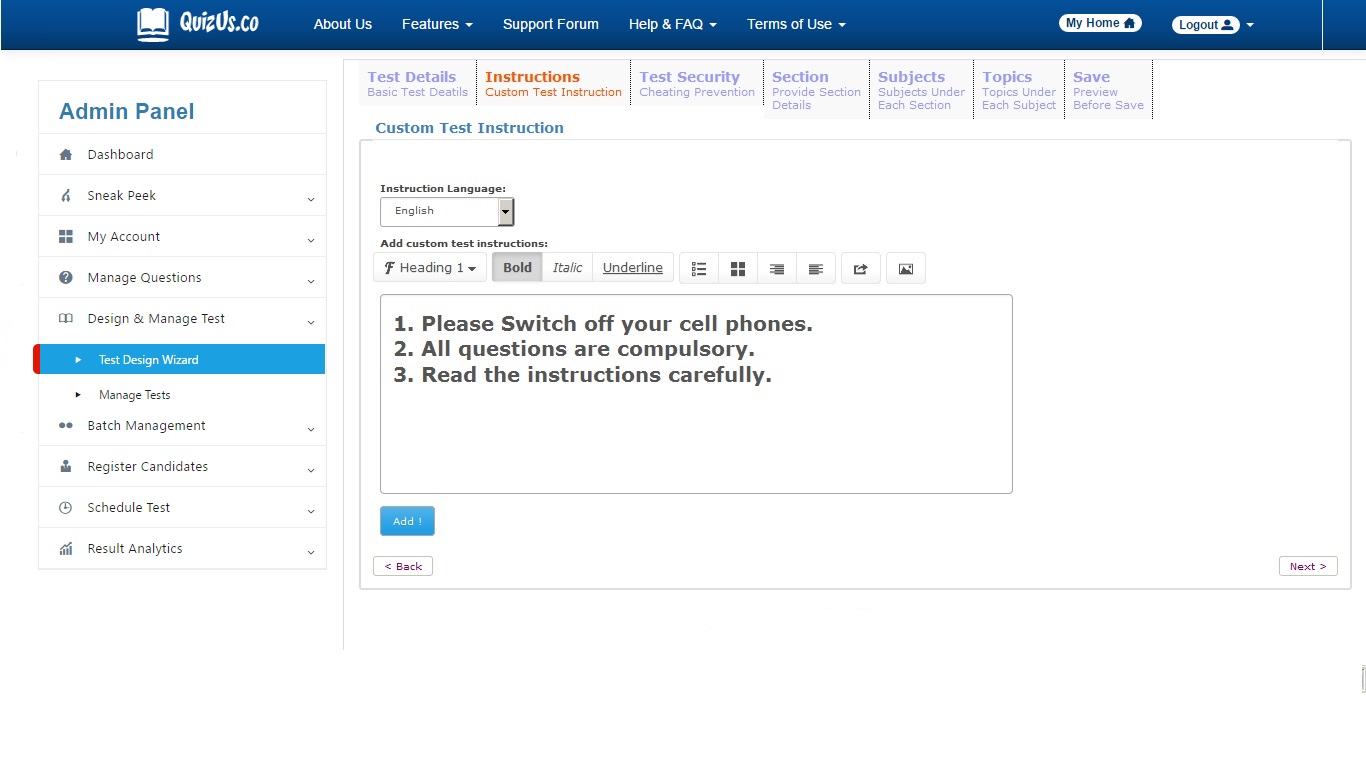 QuizUs.co
About Us
Features
Support Forum
Help & FAQ
Terms of Use
My Home
Logout
Admin Panel
Dashboard
Sneak Peek
My Account
Manage Questions
Design & Manage Test
Test Design Wizard
Manage Tests
Batch Management
Register Candidates
Schedule Test
Result Analytics
Test Details
Basic Test Deatils
Instructions
Custom Test Instruction
Test Security
Cheating Prevention
Section
Provide Section
Details
Subjects
Subjects Under
Each Section
Topics
Topics Under
Each Subject
Save
Preview
Before Save
Custom Test Instruction
Instruction Language:
English
Add custom test instructions:
F Heading 1
Bold
Italic
Underline
1. Please Switch off your cell phones.
2. All questions are compulsory.
3. Read the instructions carefully.
Add !
< Back
Next >